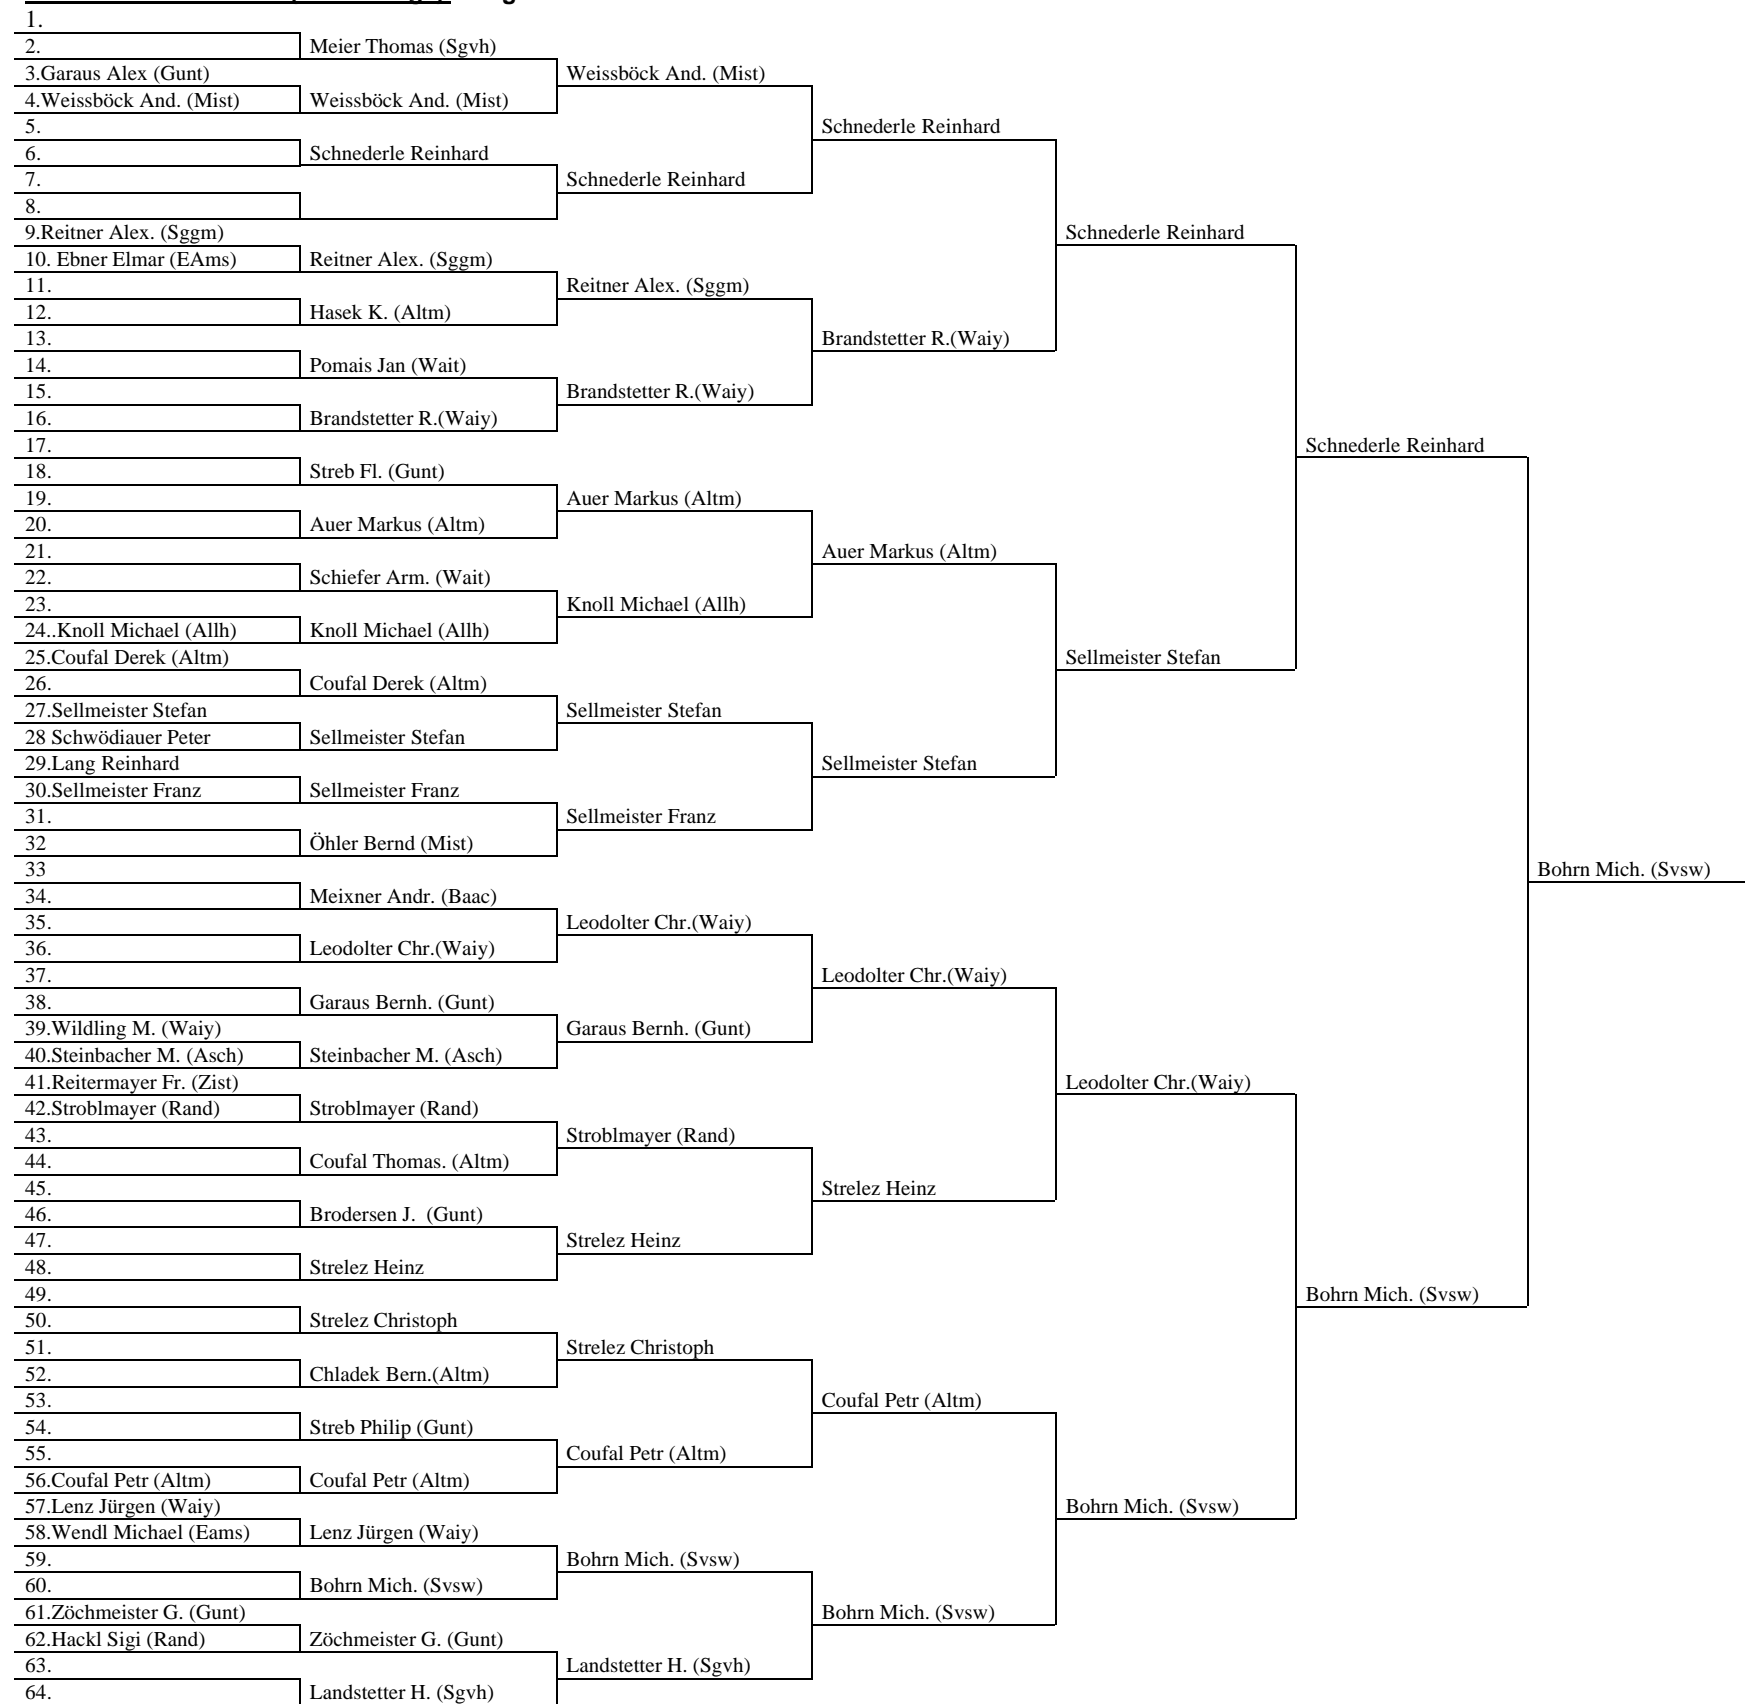 1.
2. Meier Thomas (Sgvh)
3.Garaus Alex (Gunt) Weissböck And. (Mist)
4.Weissböck And. (Mist) Weissböck And. (Mist)
5. Schnederle Reinhard
6. Schnederle Reinhard
7. Schnederle Reinhard
8.
9.Reitner Alex. (Sggm) Schnederle Reinhard
10. Ebner Elmar (EAms) Reitner Alex. (Sggm)
11. Reitner Alex. (Sggm)
12. Hasek K. (Altm)
13. Brandstetter R.(Waiy)
14. Pomais Jan (Wait)
15. Brandstetter R.(Waiy)
16. Brandstetter R.(Waiy)
17. Schnederle Reinhard
18. Streb Fl. (Gunt)
19. Auer Markus (Altm)
20. Auer Markus (Altm)
21. Auer Markus (Altm)
22. Schiefer Arm. (Wait)
23. Knoll Michael (Allh)
24..Knoll Michael (Allh) Knoll Michael (Allh)
25.Coufal Derek (Altm) Sellmeister Stefan
26. Coufal Derek (Altm)
27.Sellmeister Stefan Sellmeister Stefan
28 Schwödiauer Peter Sellmeister Stefan
29.Lang Reinhard Sellmeister Stefan
30.Sellmeister Franz Sellmeister Franz
31. Sellmeister Franz
32 Öhler Bernd (Mist)
33 Bohrn Mich. (Svsw)
34. Meixner Andr. (Baac)
35. Leodolter Chr.(Waiy)
36. Leodolter Chr.(Waiy)
37. Leodolter Chr.(Waiy)
38. Garaus Bernh. (Gunt)
39.Wildling M. (Waiy) Garaus Bernh. (Gunt)
40.Steinbacher M. (Asch) Steinbacher M. (Asch)
41.Reitermayer Fr. (Zist) Leodolter Chr.(Waiy)
42.Stroblmayer (Rand) Stroblmayer (Rand)
43. Stroblmayer (Rand)
44. Coufal Thomas. (Altm)
45. Strelez Heinz
46. Brodersen J. (Gunt)
47. Strelez Heinz
48. Strelez Heinz
49. Bohrn Mich. (Svsw)
50. Strelez Christoph
51. Strelez Christoph
52. Chladek Bern.(Altm)
53. Coufal Petr (Altm)
54. Streb Philip (Gunt)
55. Coufal Petr (Altm)
56.Coufal Petr (Altm) Coufal Petr (Altm)
57.Lenz Jürgen (Waiy) Bohrn Mich. (Svsw)
58.Wendl Michael (Eams) Lenz Jürgen (Waiy)
59. Bohrn Mich. (Svsw)
60. Bohrn Mich. (Svsw)
61.Zöchmeister G. (Gunt) Bohrn Mich. (Svsw)
62.Hackl Sigi (Rand) Zöchmeister G. (Gunt)
63. Landstetter H. (Sgvh)
64. Landstetter H. (Sgvh)